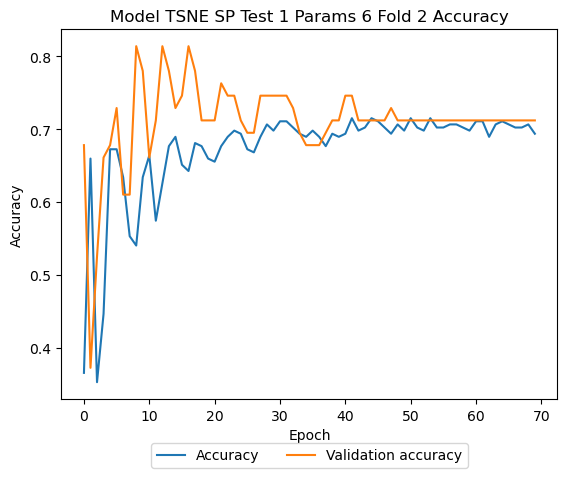 Model TSNE SP Test 1 Params 6 Fold 2 Accuracy
0.8
0.7
0.6
0.5
0.4
Accuracy
0 10 20 30 40 50 60 70
Epoch
Accuracy Validation accuracy